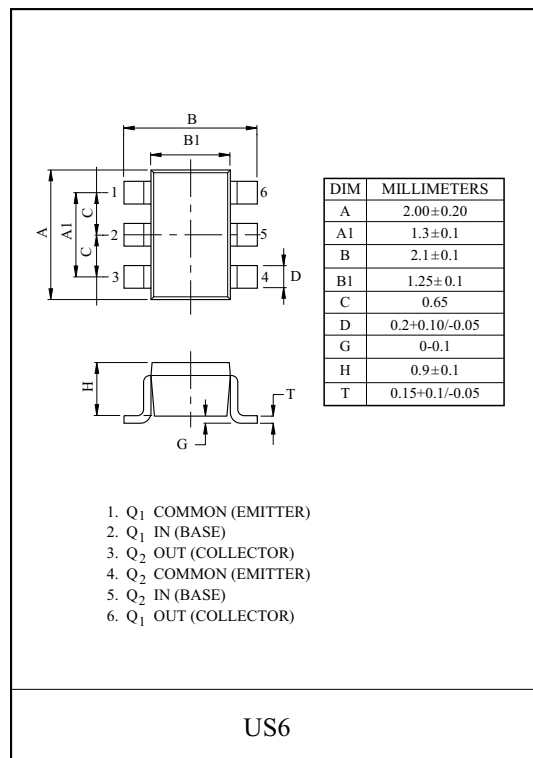 B
B1
1 6
A A1 C
2 5
C
3 4 D
H T
G
DIM MILLIMETERS
A 2.00±0.20
A1 1.3±0.1
B 2.1±0.1
B1 1.25±0.1
C 0.65
D 0.2+0.10/-0.05
G 0-0.1
H 0.9±0.1
T 0.15+0.1/-0.05
1. Q1 COMMON (EMITTER)
2. Q1 IN (BASE)
3. Q2 OUT (COLLECTOR)
4. Q2 COMMON (EMITTER)
5. Q2 IN (BASE)
6. Q1 OUT (COLLECTOR)
US6